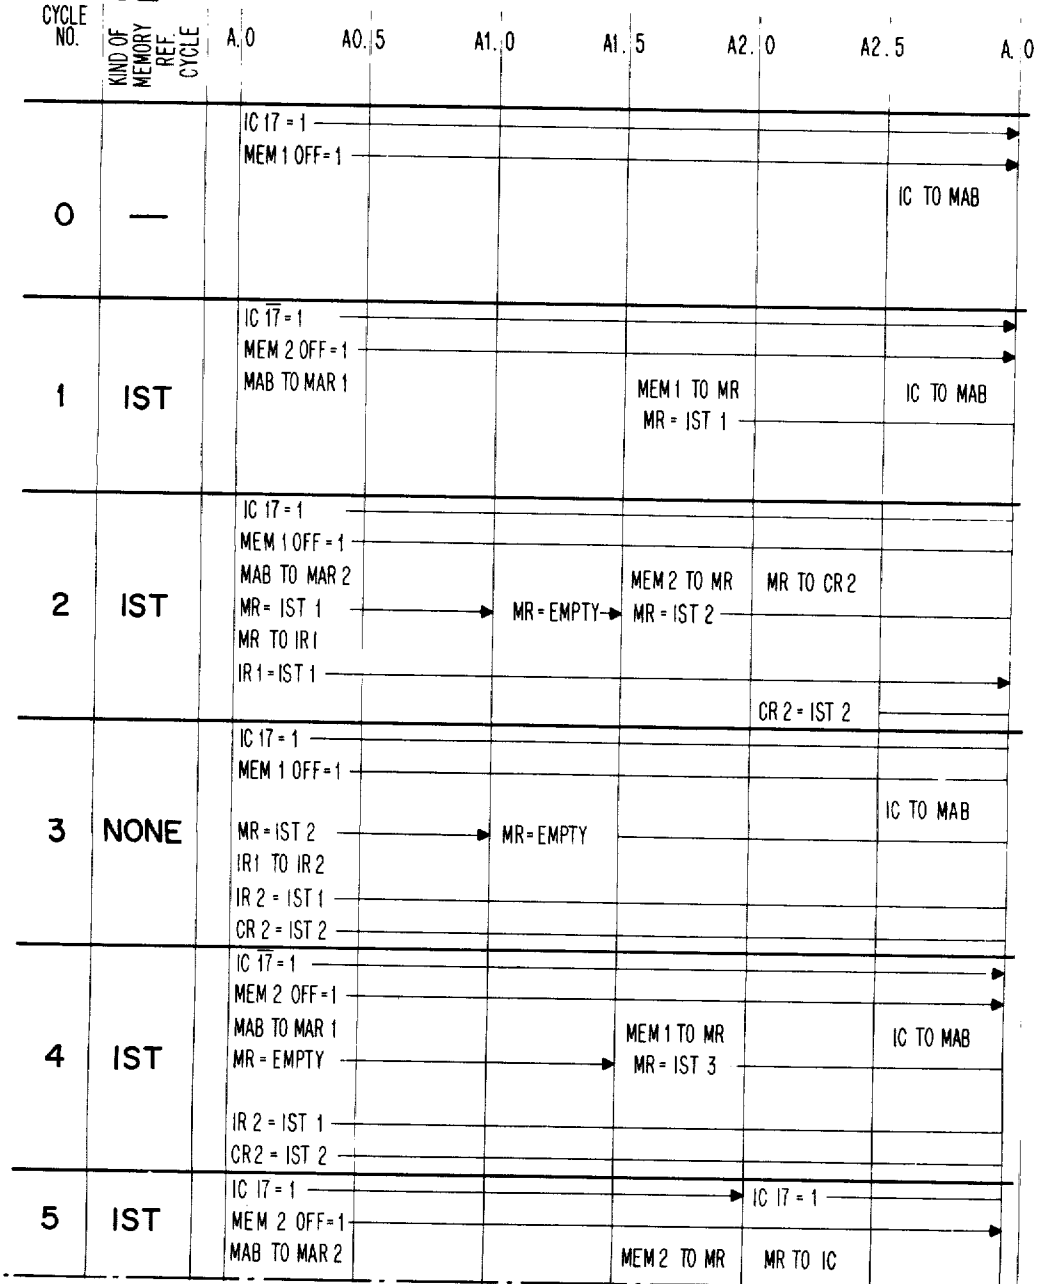 CYCLE NO. KIND OF MEMORY REF. CYCLE A.0 A0.5 A1.0 A1.5 A2.0 A2.5 A.0
IC 17 = 1
MEM 1 OFF=1
0 — IC TO MAB
IC 1̅7̅ = 1
MEM 2 OFF=1
MAB TO MAR 1
1 IST MEM 1 TO MR IC TO MAB
MR = IST 1
IC 17 = 1
MEM 1 OFF=1
MAB TO MAR 2 MEM 2 TO MR MR TO CR 2
2 IST MR = IST 1 MR=EMPTY MR = IST 2
MR TO IR1
IR 1 = IST 1
CR 2 = IST 2
IC 17 = 1
MEM 1 OFF=1
IC TO MAB
3 NONE MR = IST 2 MR=EMPTY
IR1 TO IR2
IR 2 = IST 1
CR 2 = IST 2
IC 1̅7̅ = 1
MEM 2 OFF=1
MAB TO MAR 1 MEM 1 TO MR IC TO MAB
4 IST MR = EMPTY MR = IST 3
IR 2 = IST 1
CR2 = IST 2
IC 17 = 1 IC 17 = 1
5 IST MEM 2 OFF=1
MAB TO MAR 2 MEM 2 TO MR MR TO IC